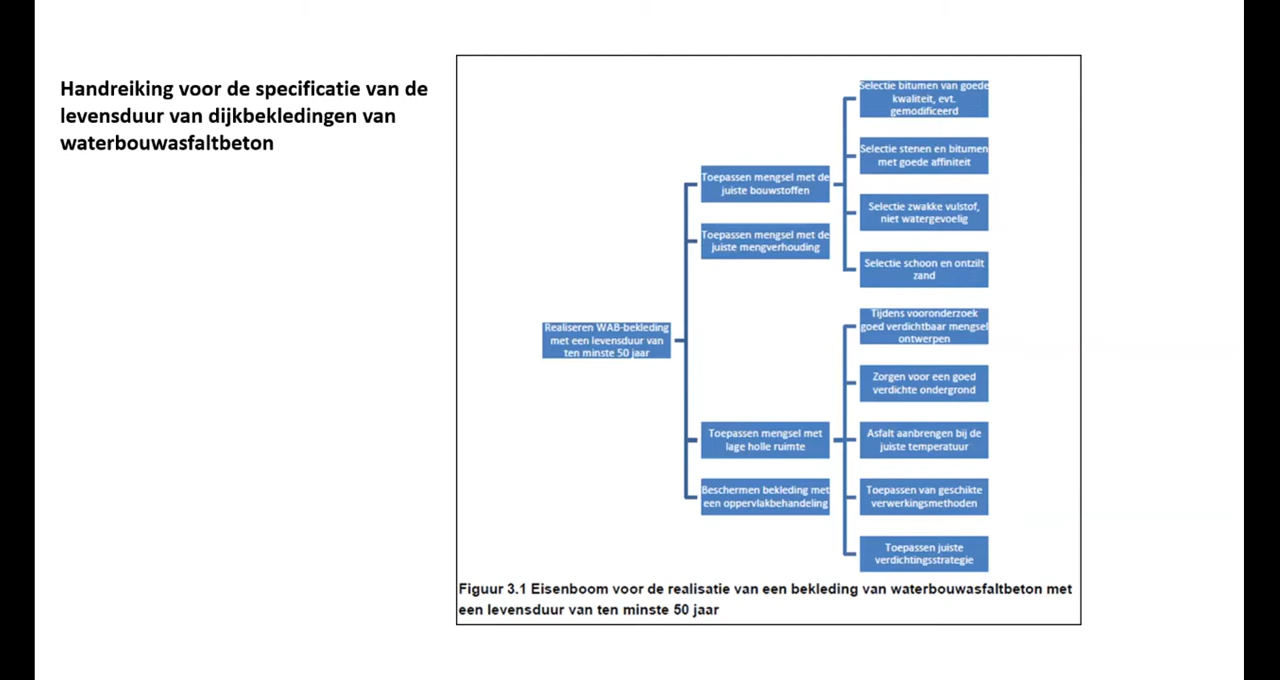 Handreiking voor de specificatie van de
levensduur van dijkbekledingen van
waterbouwasfaltbeton
Selectie bitumen van goede
kwaliteit, evt.
gemodificeerd
Selectie stenen en bitumen
met goede affiniteit
Toepassen mengsel met de
juiste bouwstoffen
Selectie zwakke vulstof,
niet watergevoelig
Toepassen mengsel met de
juiste mengverhouding
Selectie schoon en ontzilt
zand
Realiseren WAB-bekleding
met een levensduur van
ten minste 50 jaar
Tijdens vooronderzoek
goed verdichtbaar mengsel
ontwerpen
Zorgen voor een goed
verdichte ondergrond
Toepassen mengsel met
lage holle ruimte
Asfalt aanbrengen bij de
juiste temperatuur
Beschermen bekleding met
een oppervlakbehandeling
Toepassen van geschikte
verwerkingsmethoden
Toepassen juiste
verdichtingsstrategie
Figuur 3.1 Eisenboom voor de realisatie van een bekleding van waterbouwasfaltbeton met
een levensduur van ten minste 50 jaar